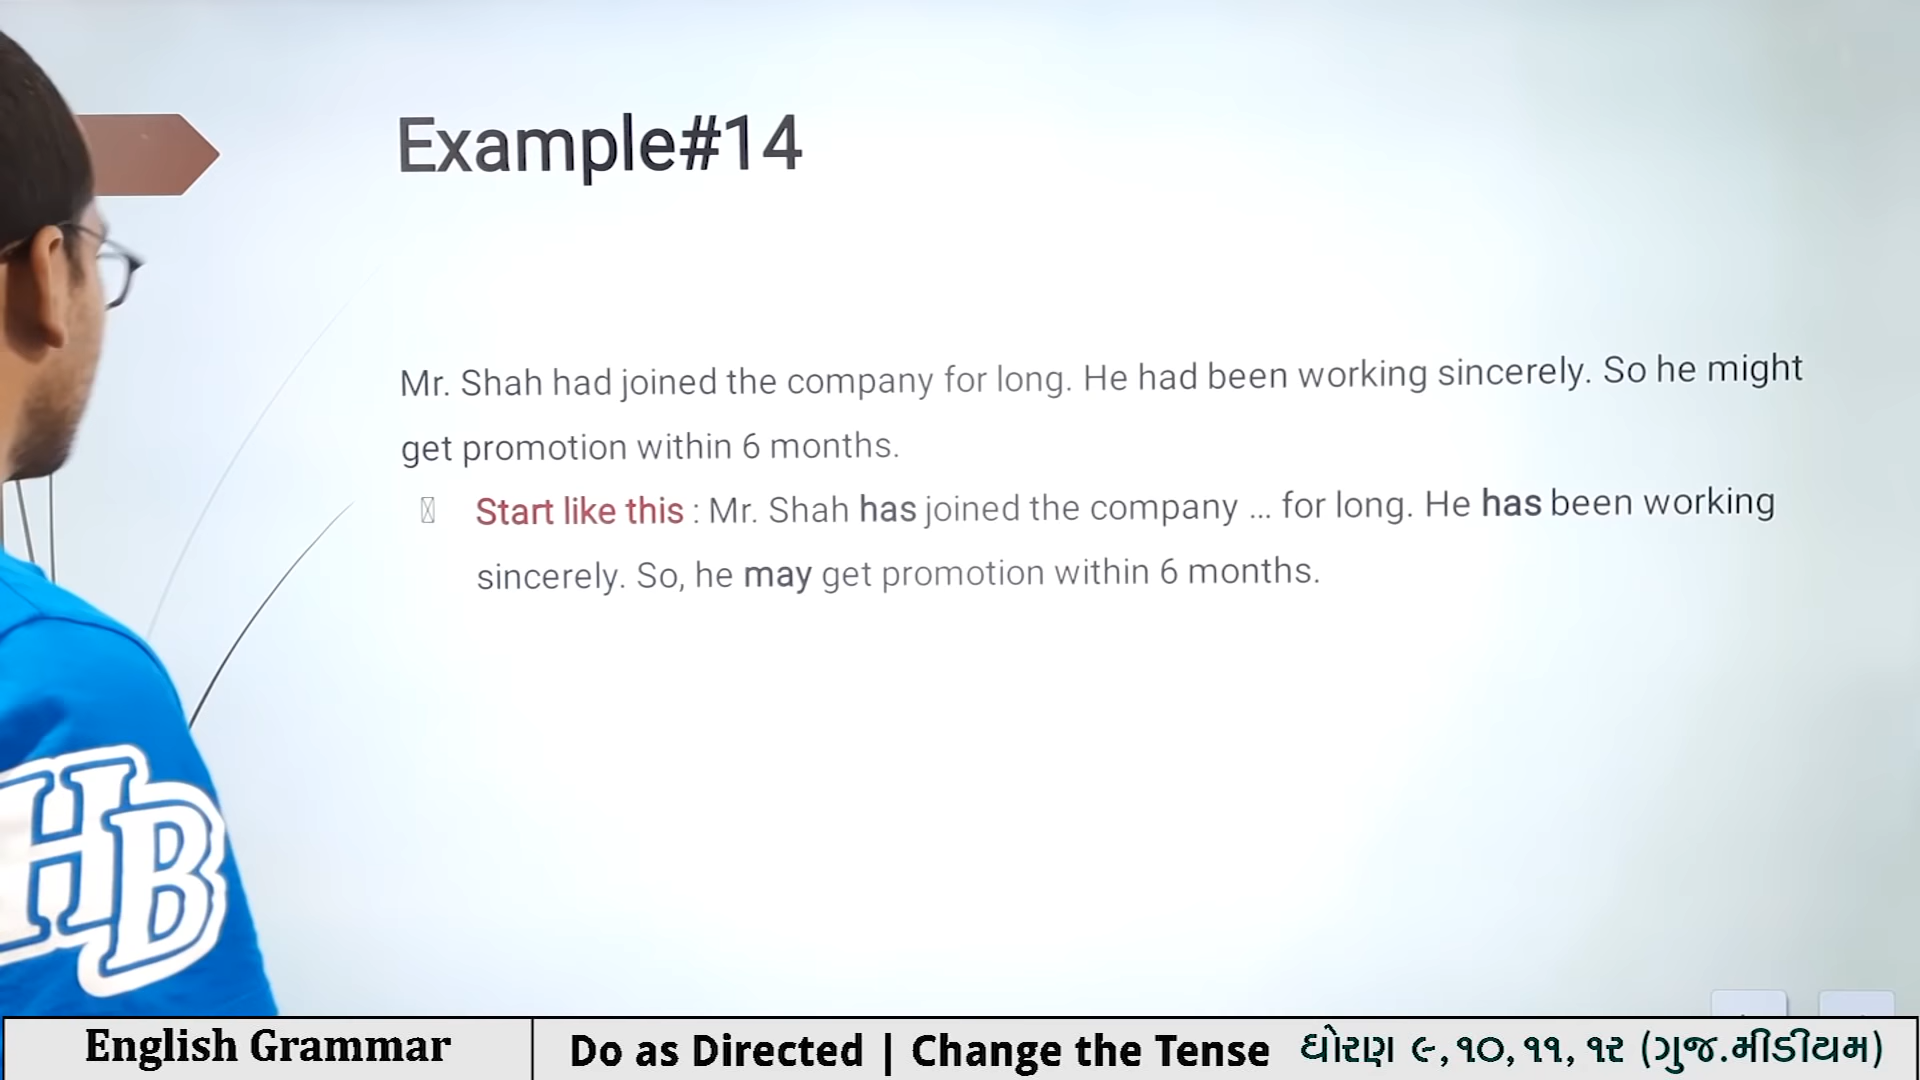 Example#14
Mr. Shah had joined the company for long. He had been working sincerely. So he might
get promotion within 6 months.
Start like this : Mr. Shah has joined the company ... for long. He has been working
sincerely. So, he may get promotion within 6 months.
HB
English Grammar
Do as Directed | Change the Tense
ધોરણ ૯, ૧૦, ૧૧, ૧૨ (ગુજ.મીડીયમ)